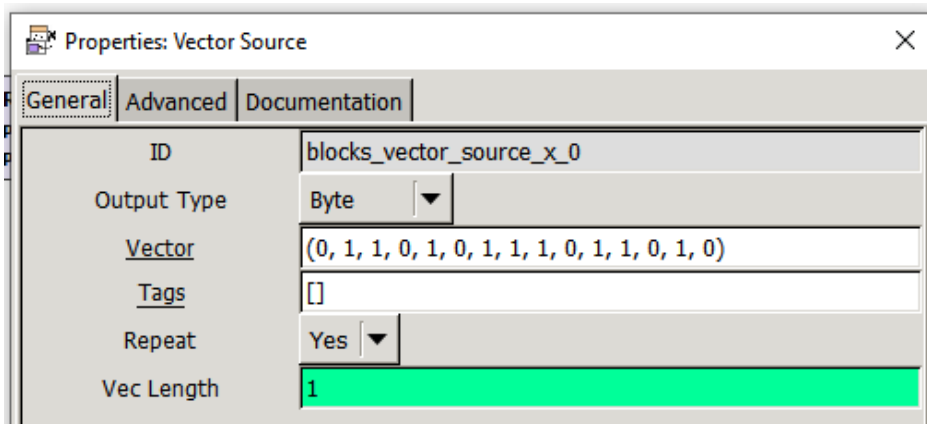 Properties: Vector Source
General Advanced Documentation
ID blocks_vector_source_x_0
Output Type Byte
Vector (0, 1, 1, 0, 1, 0, 1, 1, 1, 0, 1, 1, 0, 1, 0)
Tags []
Repeat Yes
Vec Length 1